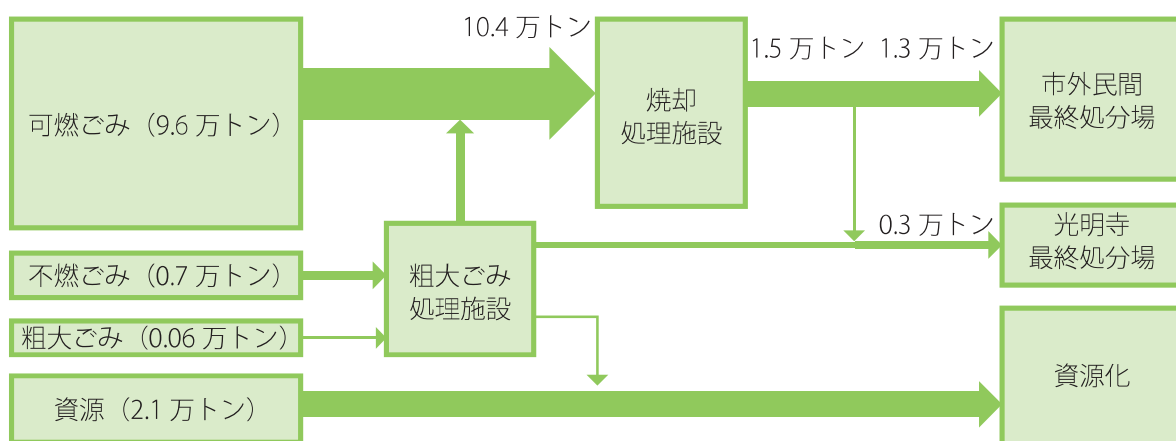 10.4 万トン
可燃ごみ（9.6 万トン）
焼却
処理施設
1.5 万トン
1.3 万トン
市外民間
最終処分場
不燃ごみ（0.7 万トン）
粗大ごみ（0.06 万トン）
資源（2.1 万トン）
粗大ごみ
処理施設
0.3 万トン
光明寺
最終処分場
資源化